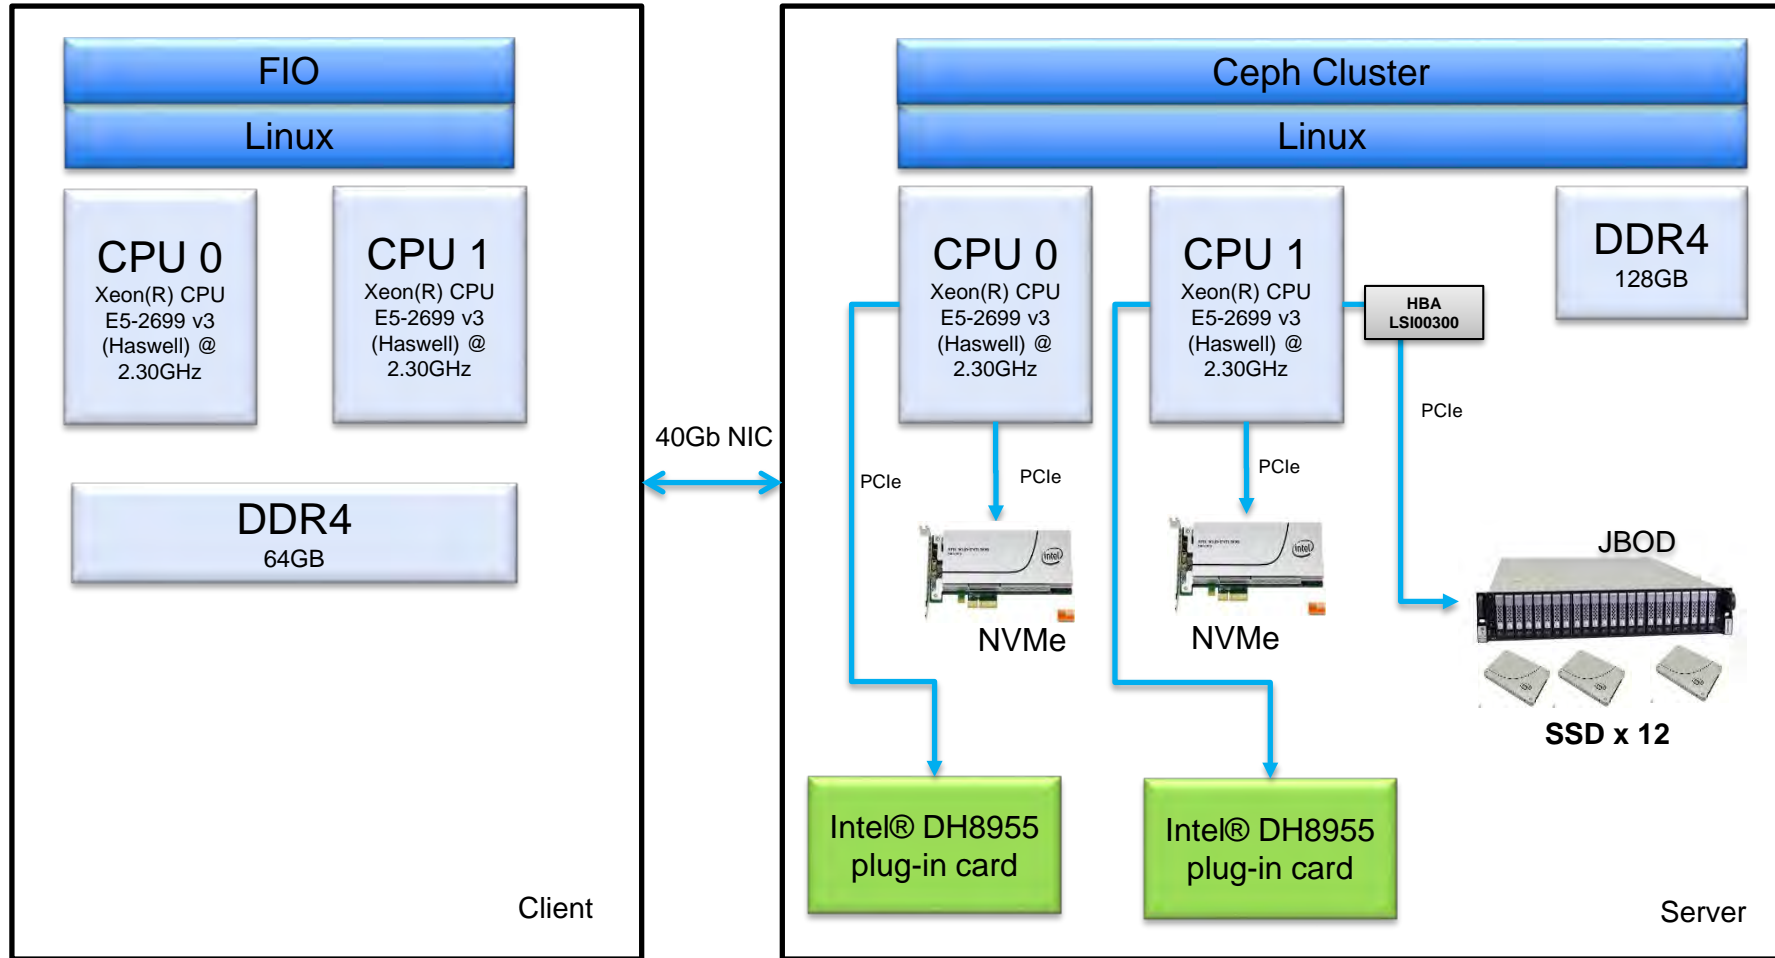 FIO
Linux
CPU 0
Xeon(R) CPU
E5-2699 v3
(Haswell) @
2.30GHz
CPU 1
Xeon(R) CPU
E5-2699 v3
(Haswell) @
2.30GHz
DDR4
64GB
Client
40Gb NIC
Ceph Cluster
Linux
CPU 0
Xeon(R) CPU
E5-2699 v3
(Haswell) @
2.30GHz
CPU 1
Xeon(R) CPU
E5-2699 v3
(Haswell) @
2.30GHz
HBA
LSI00300
DDR4
128GB
PCIe
PCIe
PCIe
PCIe
intel
NVMe
intel
NVMe
JBOD
SSD x 12
Intel® DH8955
plug-in card
Intel® DH8955
plug-in card
Server